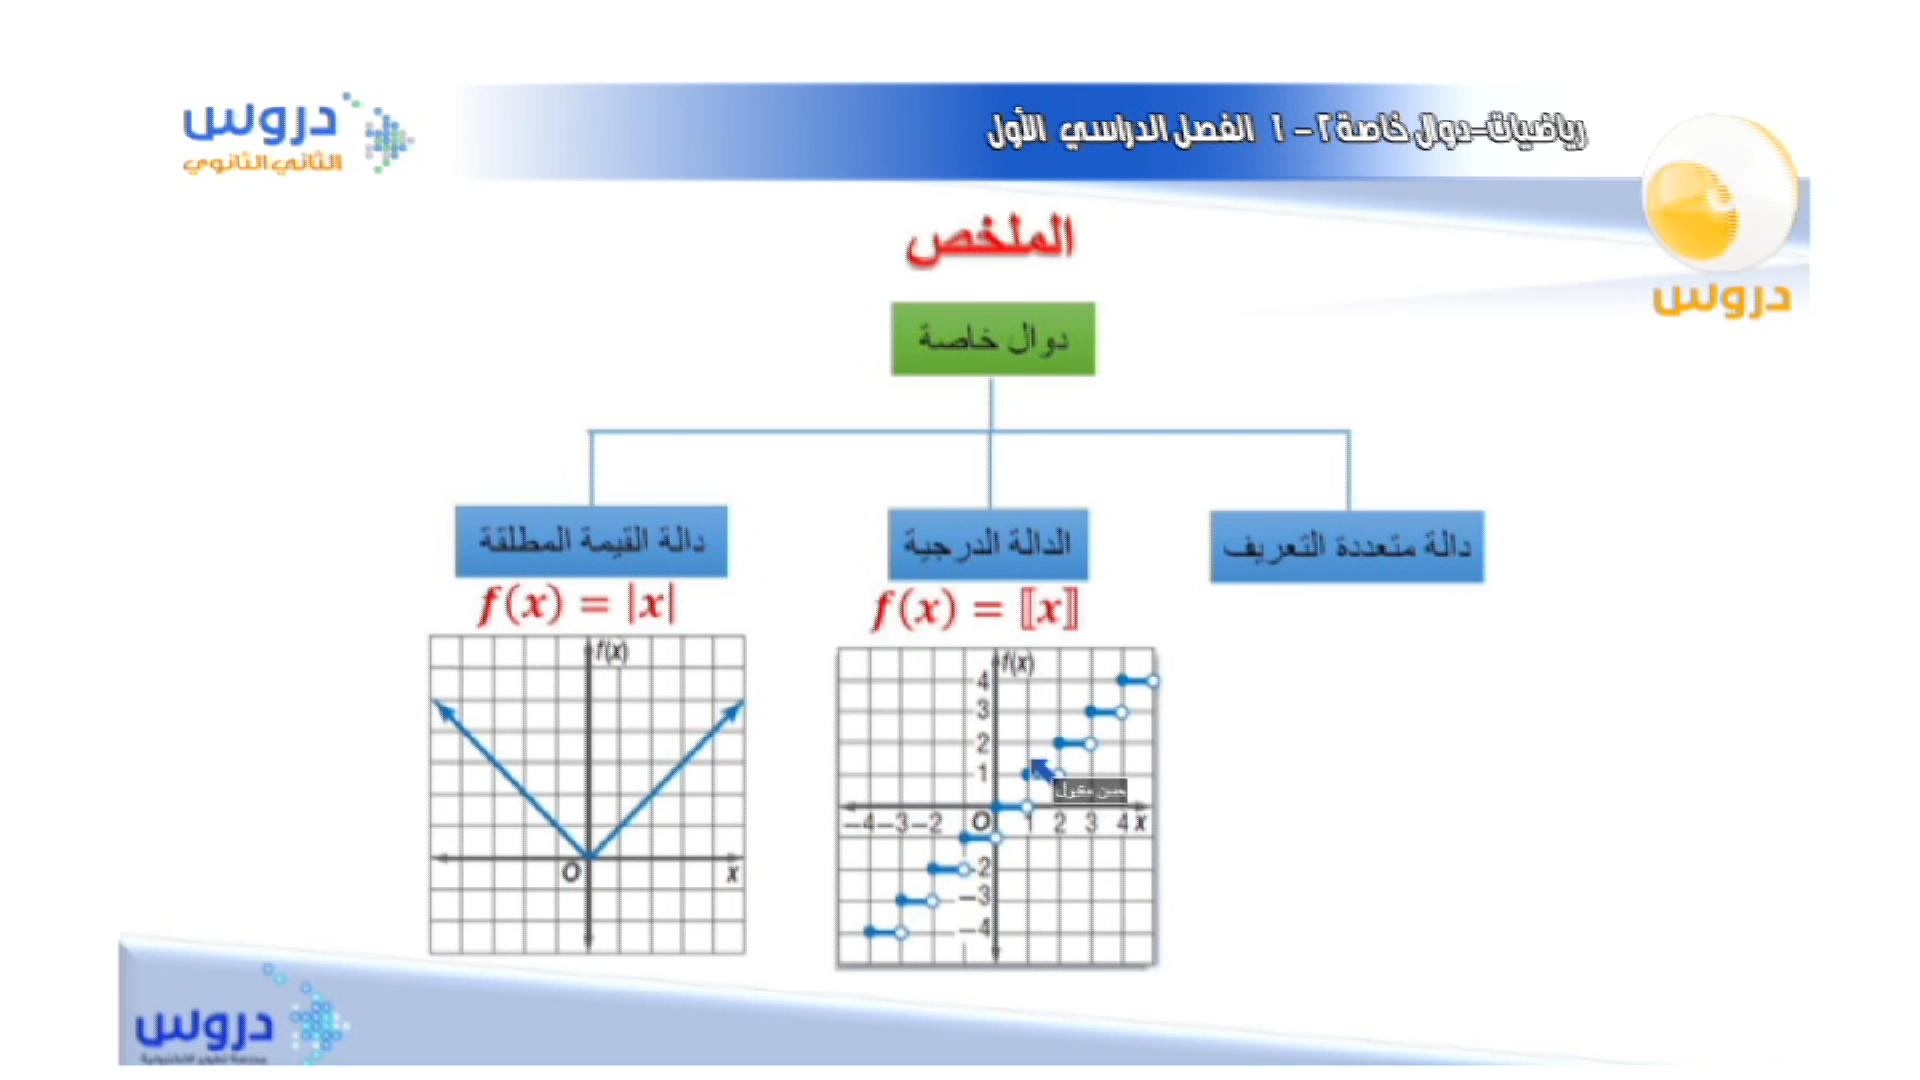 رياضيات-دوال خاصة ٢ - ١ الفصل الدراسي الأول
دروس
الثاني الثانوي
دروس
الملخص
دوال خاصة
دالة متعددة التعريف
الدالة الدرجية
دالة القيمة المطلقة
f(x) = ⟦x⟧
f(x) = |x|
f(x)
4
3
2
1
−4 −3 −2 O 1 2 3 4 x
−2
−3
−4
f(x)
O x
دروس